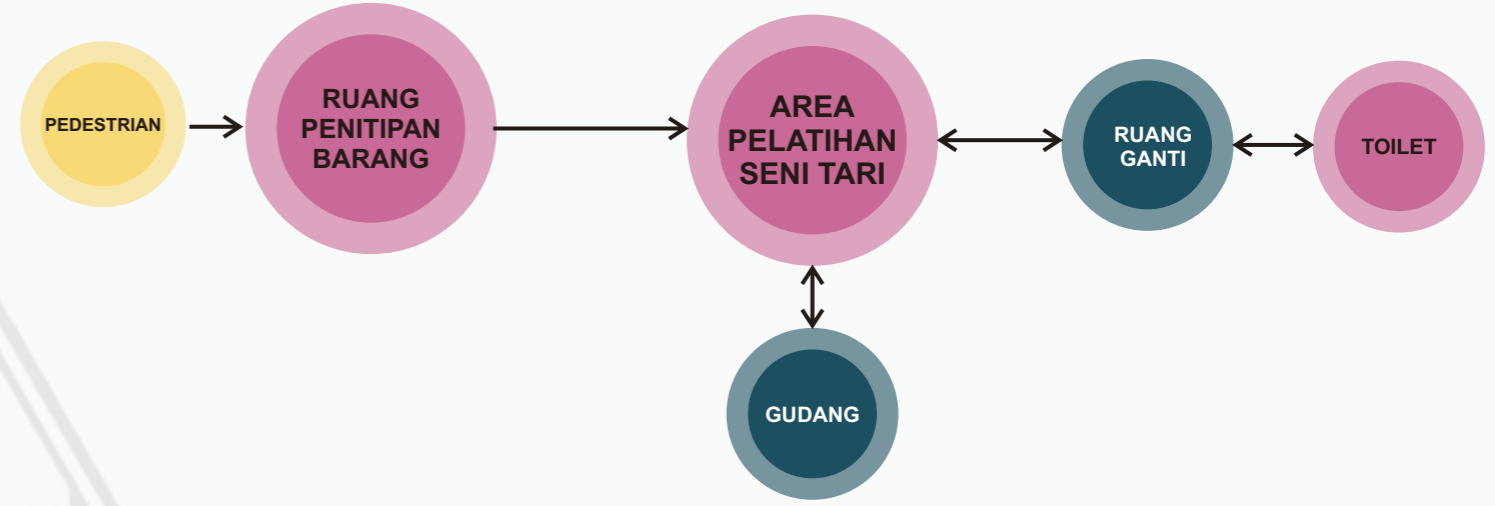 PEDESTRIAN
RUANG
PENITIPAN
BARANG
AREA
PELATIHAN
SENI TARI
RUANG
GANTI
TOILET
GUDANG